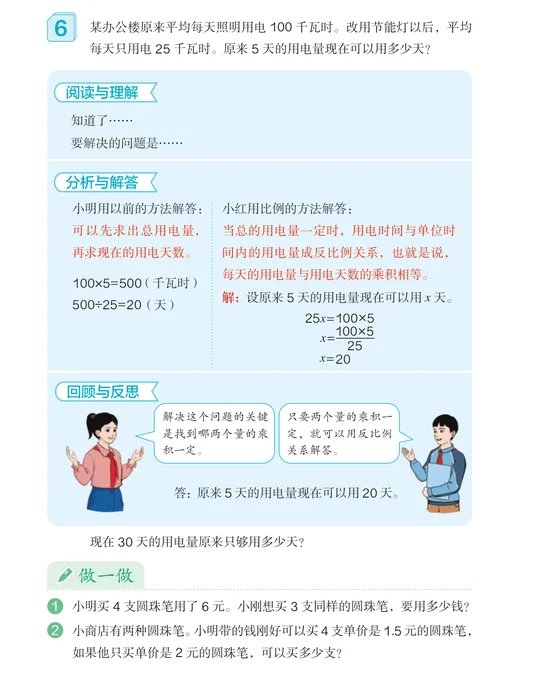 6 某办公楼原来平均每天照明用电 100 千瓦时。改用节能灯以后，平均
每天只用电 25 千瓦时。原来 5 天的用电量现在可以用多少天？
阅读与理解
知道了……
要解决的问题是……
分析与解答
小明用以前的方法解答：
可以先求出总用电量，
再求现在的用电天数。
100×5=500（千瓦时）
500÷25=20（天）
小红用比例的方法解答：
当总的用电量一定时，用电时间与单位时
间内的用电量成反比例关系，也就是说，
每天的用电量与用电天数的乘积相等。
解：设原来 5 天的用电量现在可以用 x 天。
25x=100×5
x=100×5/25
x=20
回顾与反思
解决这个问题的关键
是找到哪两个量的乘
积一定。
只要两个量的乘积一
定，就可以用反比例
关系解答。
答：原来 5 天的用电量现在可以用 20 天。
现在 30 天的用电量原来只够用多少天？
做一做
1 小明买 4 支圆珠笔用了 6 元。小刚想买 3 支同样的圆珠笔，要用多少钱？
2 小商店有两种圆珠笔。小明带的钱刚好可以买 4 支单价是 1.5 元的圆珠笔，
如果他只买单价是 2 元的圆珠笔，可以买多少支？